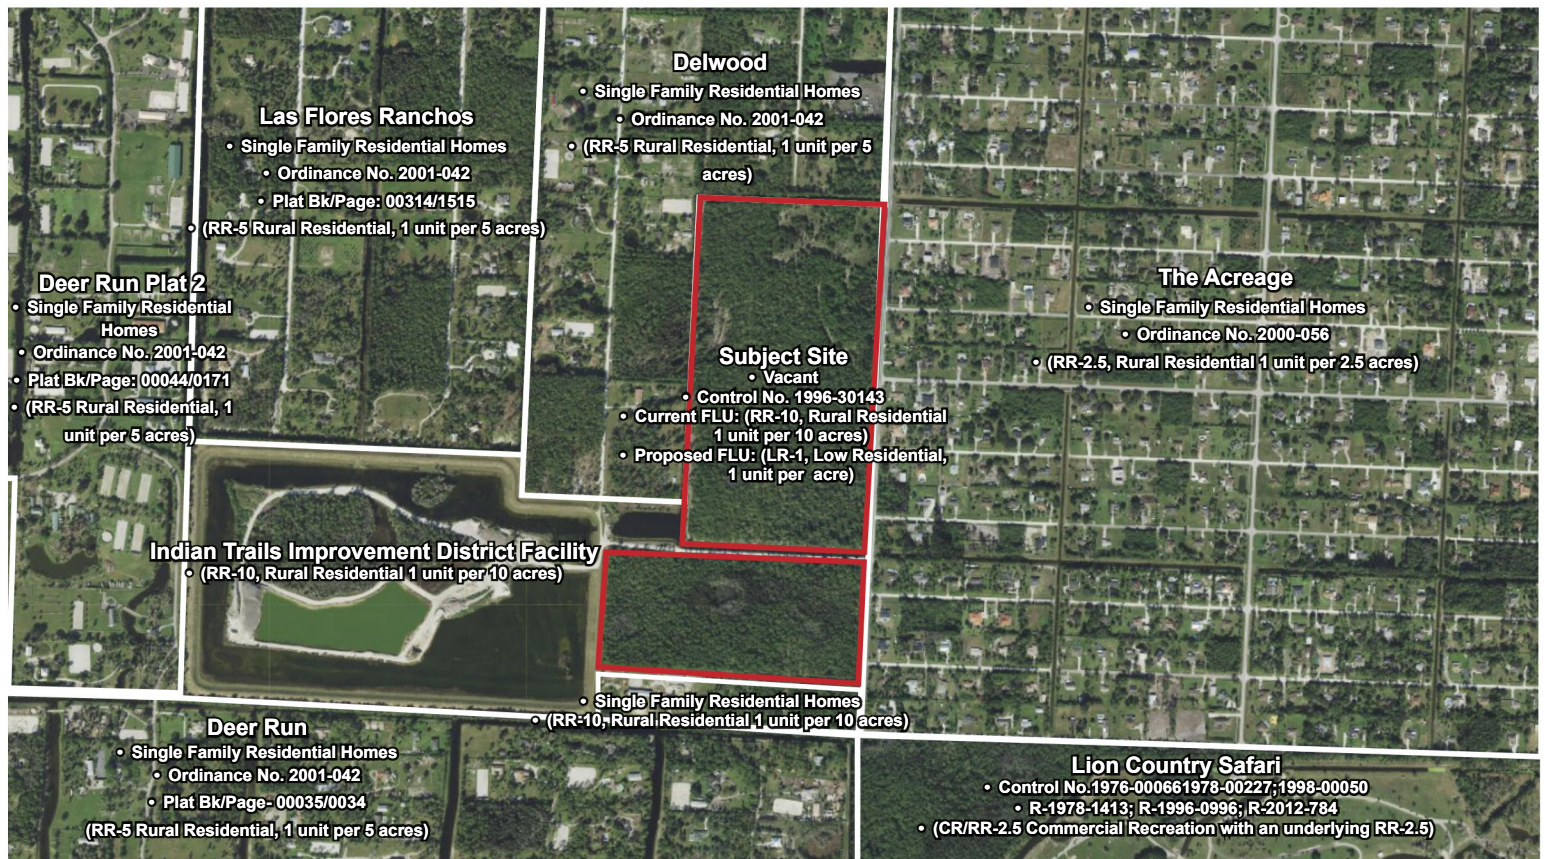 Delwood
• Single Family Residential Homes
• Ordinance No. 2001-042
• (RR-5 Rural Residential, 1 unit per 5
acres)
Las Flores Ranchos
• Single Family Residential Homes
• Ordinance No. 2001-042
• Plat Bk/Page: 00314/1515
• (RR-5 Rural Residential, 1 unit per 5 acres)
Deer Run Plat 2
• Single Family Residential
Homes
• Ordinance No. 2001-042
• Plat Bk/Page: 00044/0171
• (RR-5 Rural Residential, 1
unit per 5 acres)
The Acreage
• Single Family Residential Homes
• Ordinance No. 2000-056
• (RR-2.5, Rural Residential 1 unit per 2.5 acres)
Subject Site
• Vacant
• Control No. 1996-30143
• Current FLU: (RR-10, Rural Residential
1 unit per 10 acres)
• Proposed FLU: (LR-1, Low Residential,
1 unit per acre)
Indian Trails Improvement District Facility
• (RR-10, Rural Residential 1 unit per 10 acres)
• Single Family Residential Homes
• (RR-10, Rural Residential 1 unit per 10 acres)
Deer Run
• Single Family Residential Homes
• Ordinance No. 2001-042
• Plat Bk/Page- 00035/0034
(RR-5 Rural Residential, 1 unit per 5 acres)
Lion Country Safari
• Control No.1976-000661978-00227;1998-00050
• R-1978-1413; R-1996-0996; R-2012-784
• (CR/RR-2.5 Commercial Recreation with an underlying RR-2.5)